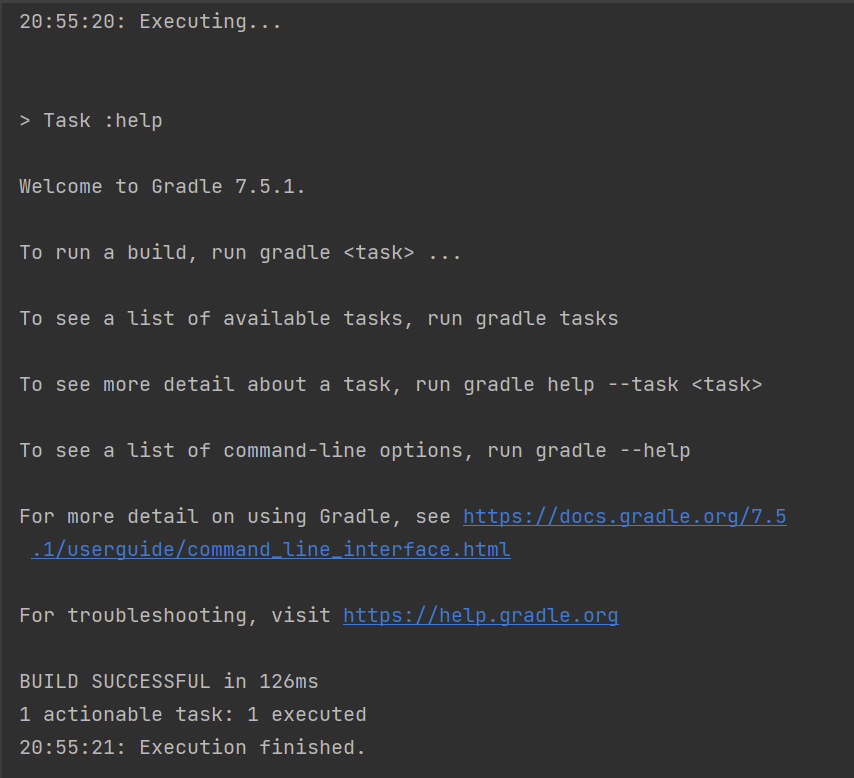 20:55:20: Executing...
> Task :help
Welcome to Gradle 7.5.1.
To run a build, run gradle <task> ...
To see a list of available tasks, run gradle tasks
To see more detail about a task, run gradle help --task <task>
To see a list of command-line options, run gradle --help
For more detail on using Gradle, see https://docs.gradle.org/7.5
.1/userguide/command_line_interface.html
For troubleshooting, visit https://help.gradle.org
BUILD SUCCESSFUL in 126ms
1 actionable task: 1 executed
20:55:21: Execution finished.